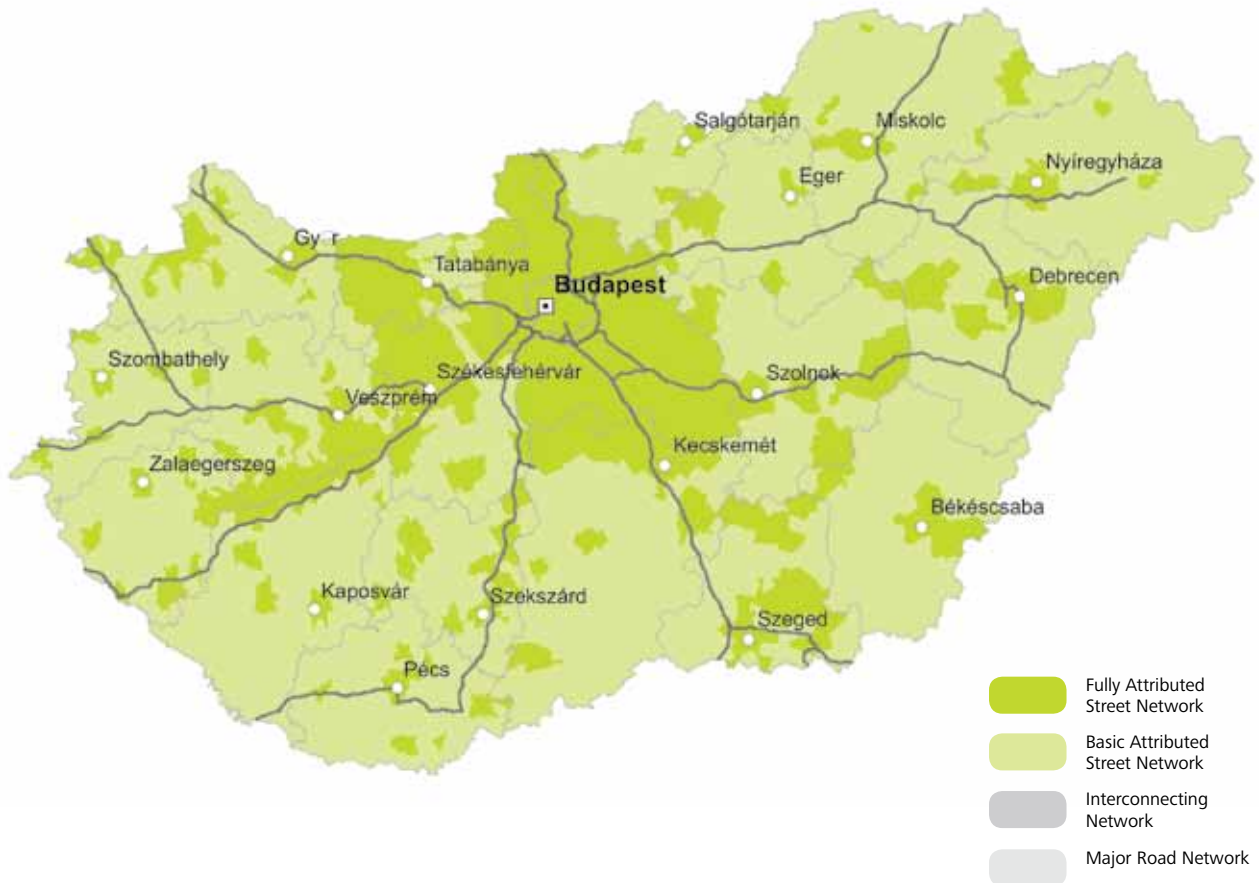 Salgótarján
Miskolc
Nyíregyháza
Eger
Gy r
Tatabánya
Budapest
Debrecen
Szombathely
Székesfehérvár
Veszprém
Szolnok
Zalaegerszeg
Kecskemét
Békéscsaba
Kaposvár
Szekszárd
Szeged
Pécs
Fully Attributed
Street Network
Basic Attributed
Street Network
Interconnecting
Network
Major Road Network